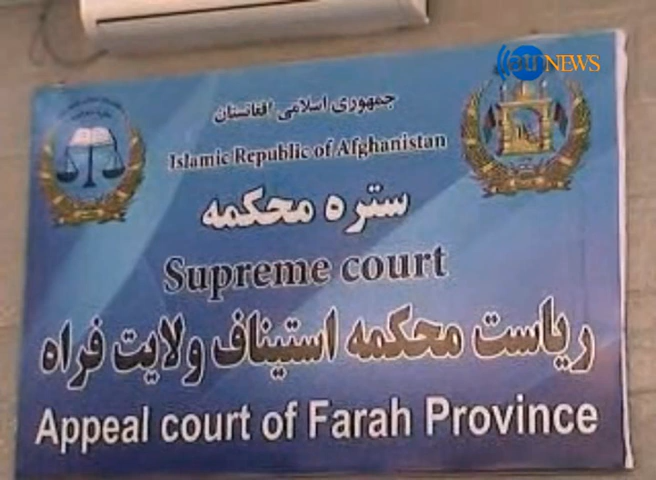 NEWS
جمهوری اسلامی افغانستان
Islamic Republic of Afghanistan
ستره محکمه
Supreme court
ریاست محکمه استیناف ولایت فراه
Appeal court of Farah Province